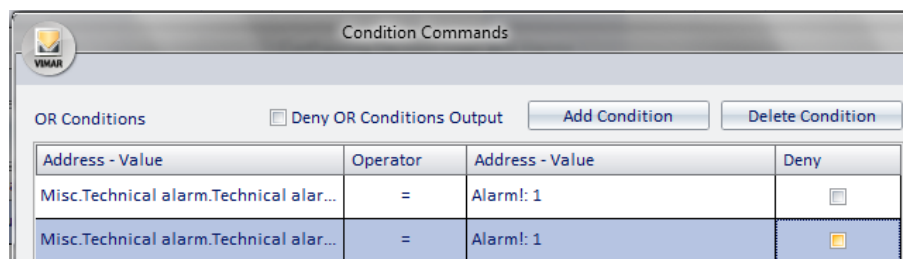 Condition Commands
VIMAR
OR Conditions Deny OR Conditions Output Add Condition Delete Condition
Address - Value Operator Address - Value Deny
Misc.Technical alarm.Technical alar... = Alarm!: 1
Misc.Technical alarm.Technical alar... = Alarm!: 1